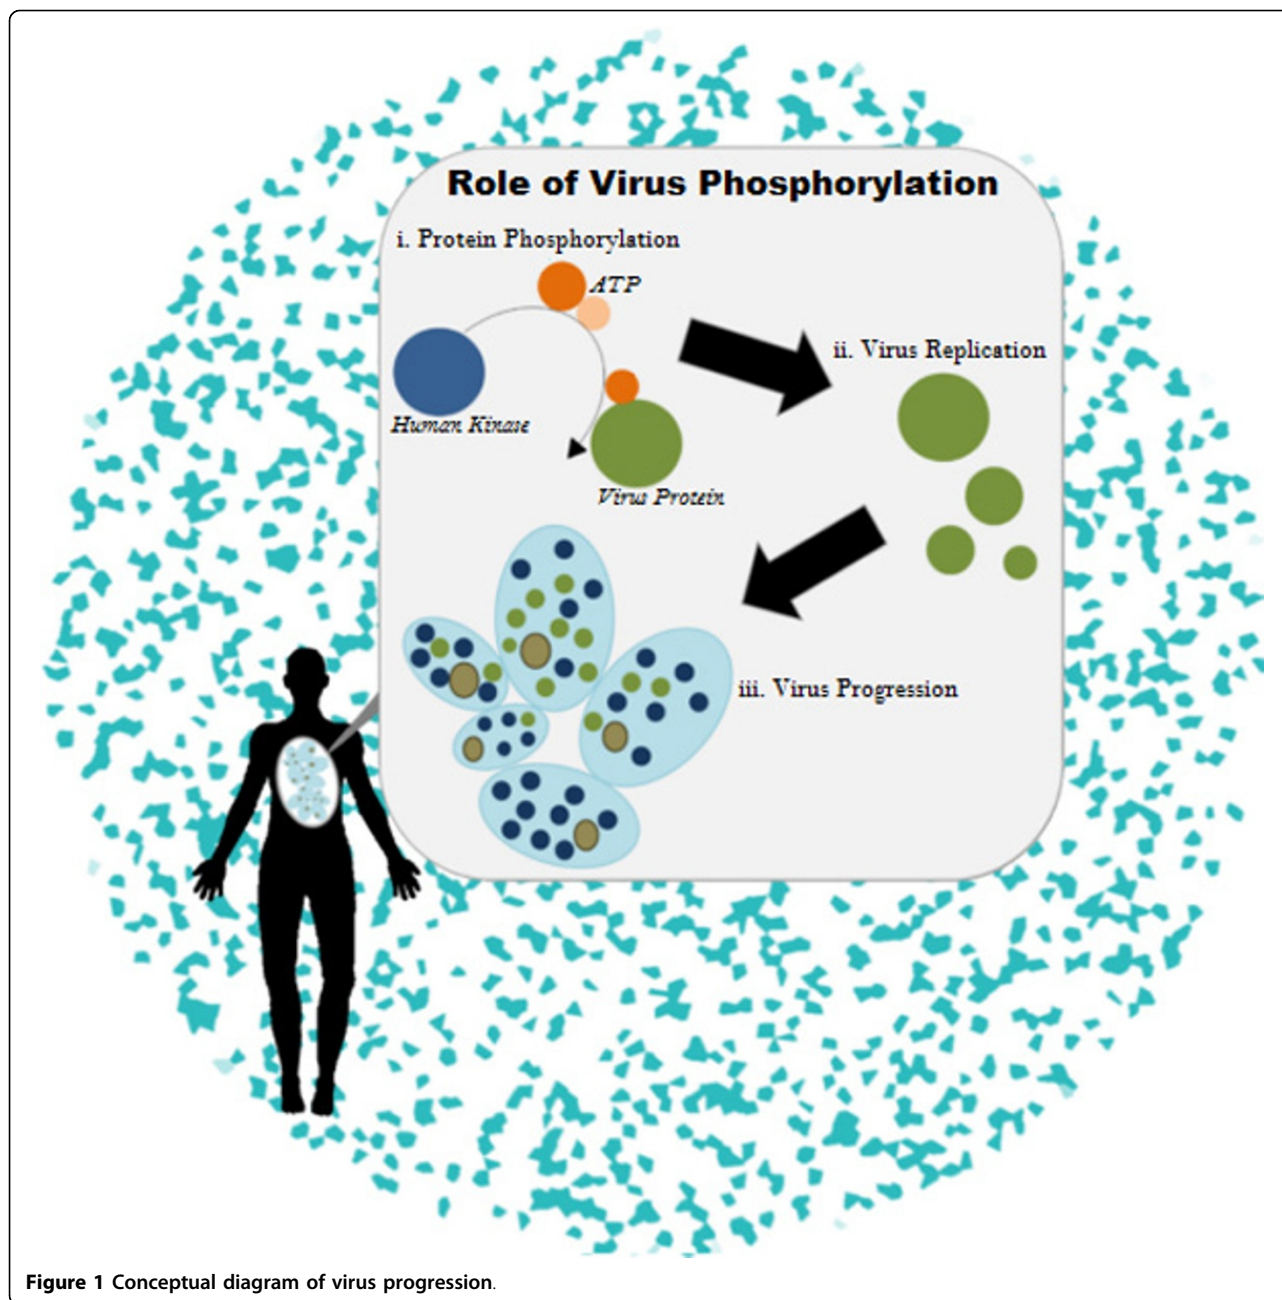 Role of Virus Phosphorylation
i. Protein Phosphorylation
ATP
ii. Virus Replication
Human Kinase
Virus Protein
iii. Virus Progression
Figure 1 Conceptual diagram of virus progression.